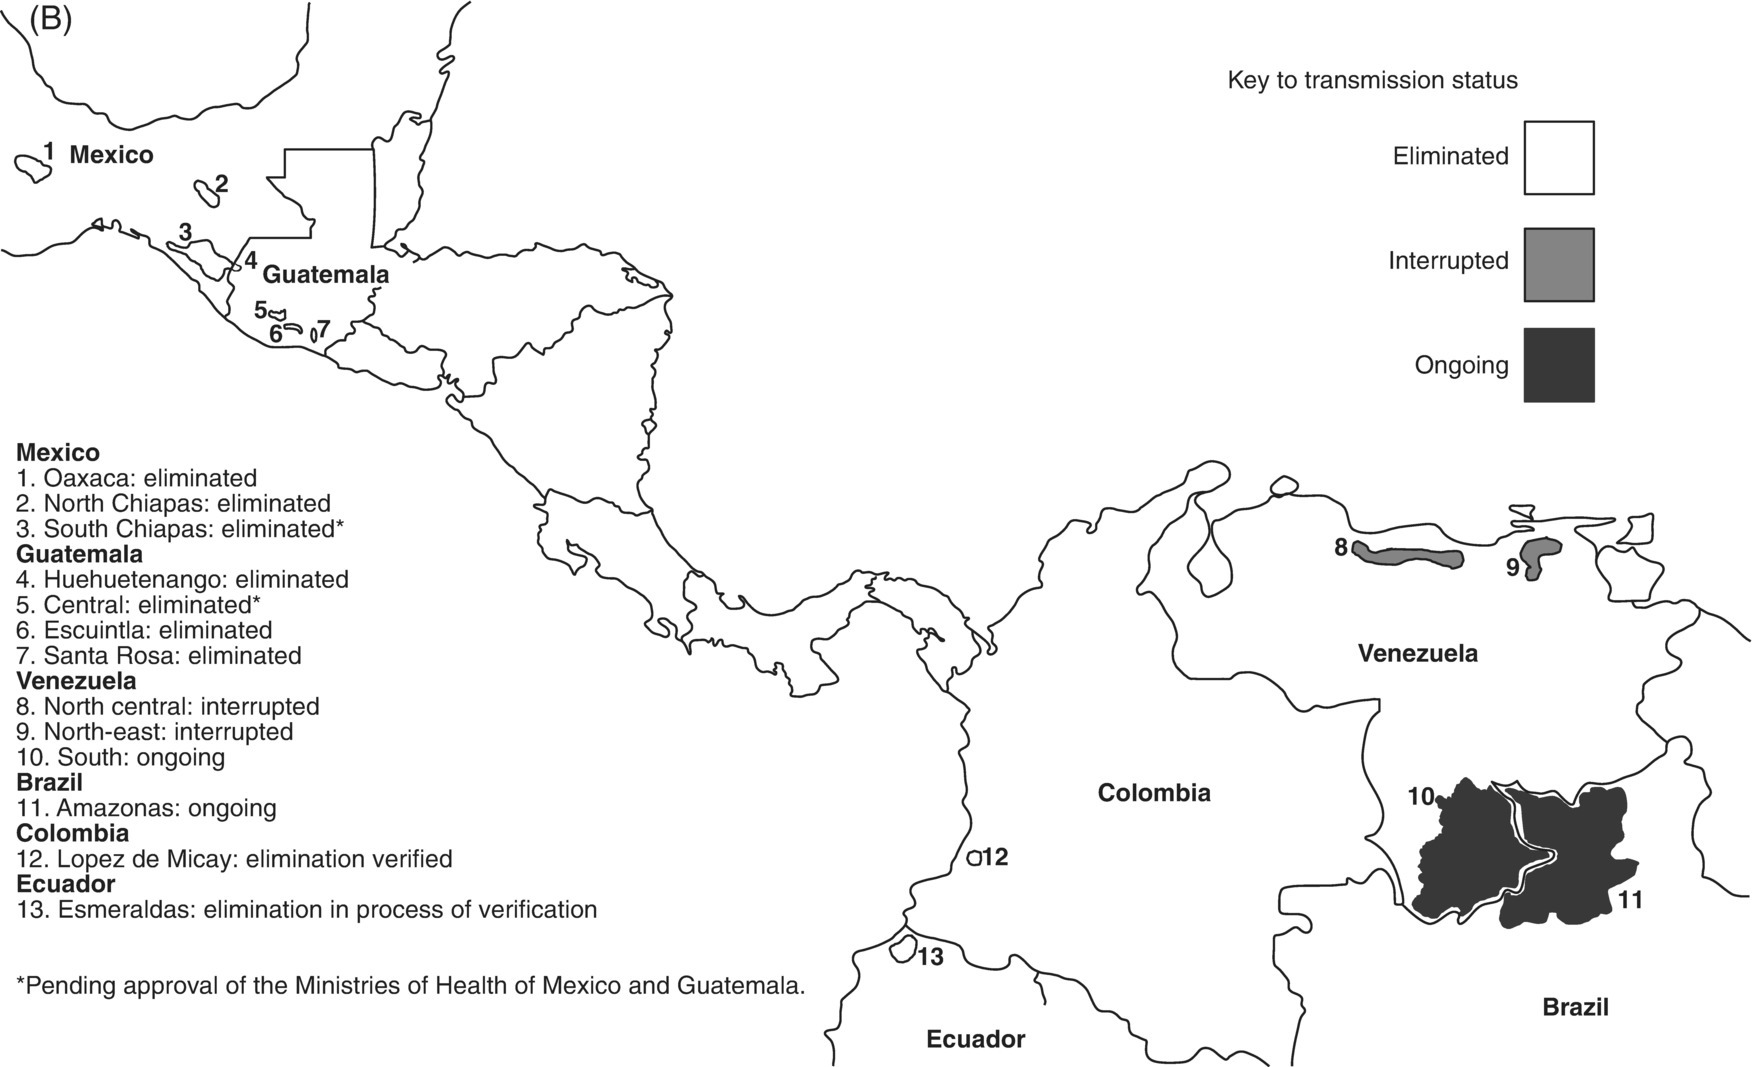 (B)
Key to transmission status
Eliminated
Interrupted
Ongoing
1 Mexico
2
3
4
Guatemala
5
6 7
8
9
Venezuela
Colombia
10
11
12
13
Ecuador
Brazil
Mexico
1. Oaxaca: eliminated
2. North Chiapas: eliminated
3. South Chiapas: eliminated*
Guatemala
4. Huehuetenango: eliminated
5. Central: eliminated*
6. Escuintla: eliminated
7. Santa Rosa: eliminated
Venezuela
8. North central: interrupted
9. North-east: interrupted
10. South: ongoing
Brazil
11. Amazonas: ongoing
Colombia
12. Lopez de Micay: elimination verified
Ecuador
13. Esmeraldas: elimination in process of verification
*Pending approval of the Ministries of Health of Mexico and Guatemala.